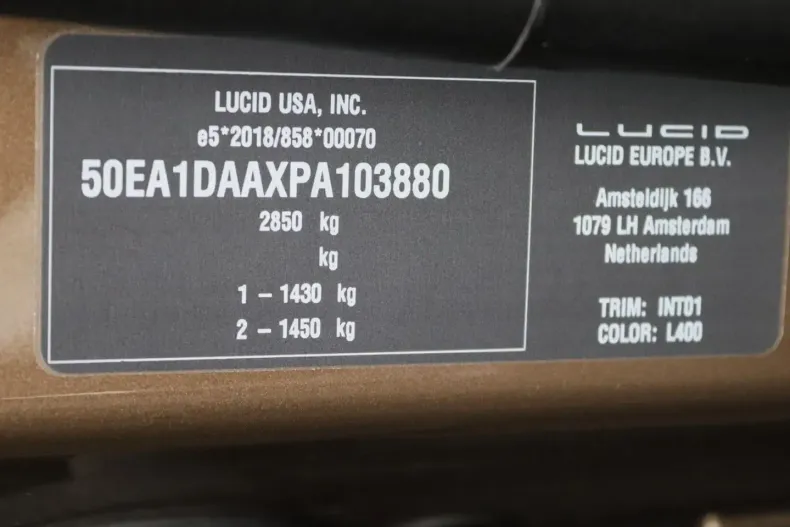 LUCID USA, INC.
e5*2018/858*00070
50EA1DAAXPA103880
2850 kg
kg
1 – 1430 kg
2 – 1450 kg
LUCID
LUCID EUROPE B.V.
Amsteldijk 166
1079 LH Amsterdam
Netherlands
TRIM: INT01
COLOR: L400